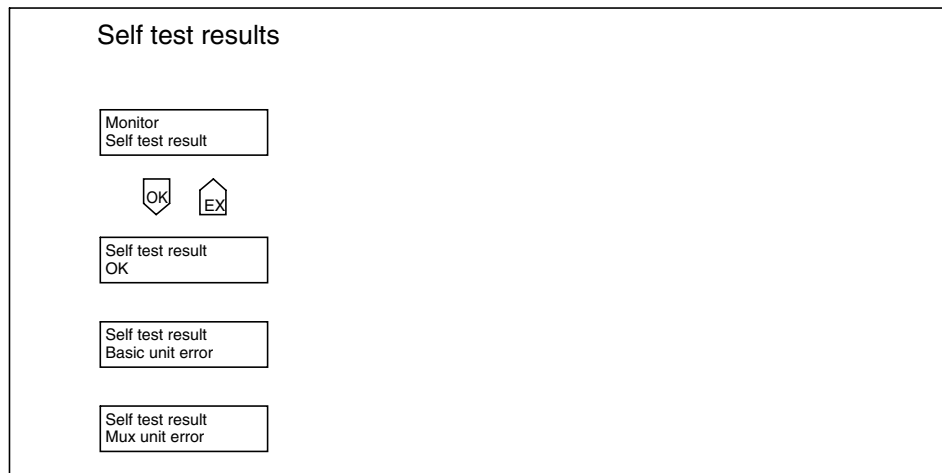 Self test results
Monitor
Self test result
OK EX
Self test result
OK
Self test result
Basic unit error
Self test result
Mux unit error